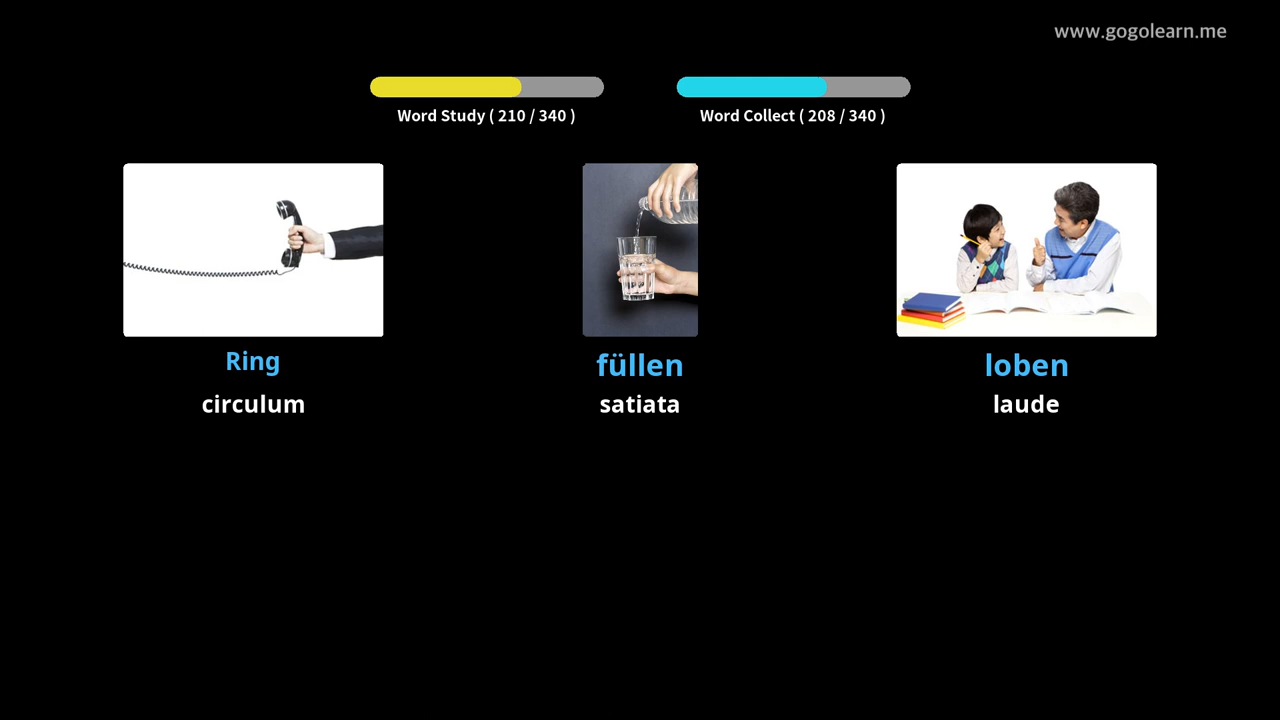 www.gogolearn.me
Word Study ( 210 / 340 )
Word Collect ( 208 / 340 )
Ring
circulum
füllen
satiata
loben
laude